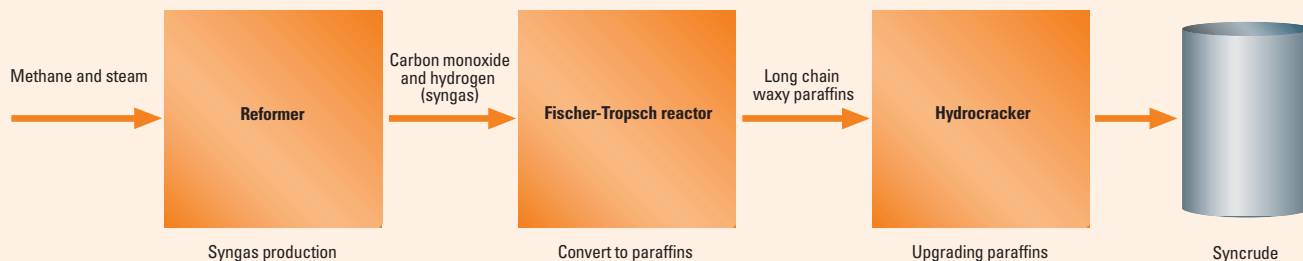 Methane and steam
Reformer
Syngas production
Carbon monoxide
and hydrogen
(syngas)
Fischer-Tropsch reactor
Convert to paraffins
Long chain
waxy paraffins
Hydrocracker
Upgrading paraffins
Syncrude